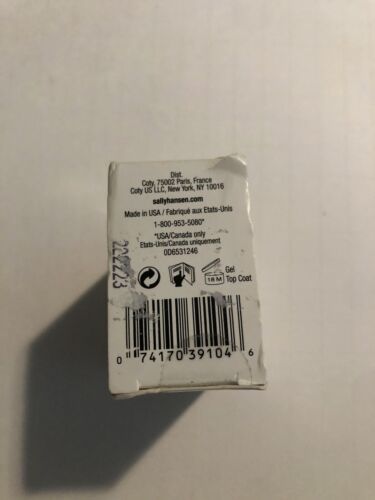 Dist.
Coty, 75002 Paris, France
Coty US LLC, New York, NY 10016
sallyhansen.com
Made in USA / Fabriqué aux Etats-Unis
1-800-953-5080*
*USA/Canada only
Etats-Unis/Canada uniquement
0D6531246
18 M
Gel
Top Coat
0 74170 39104 6